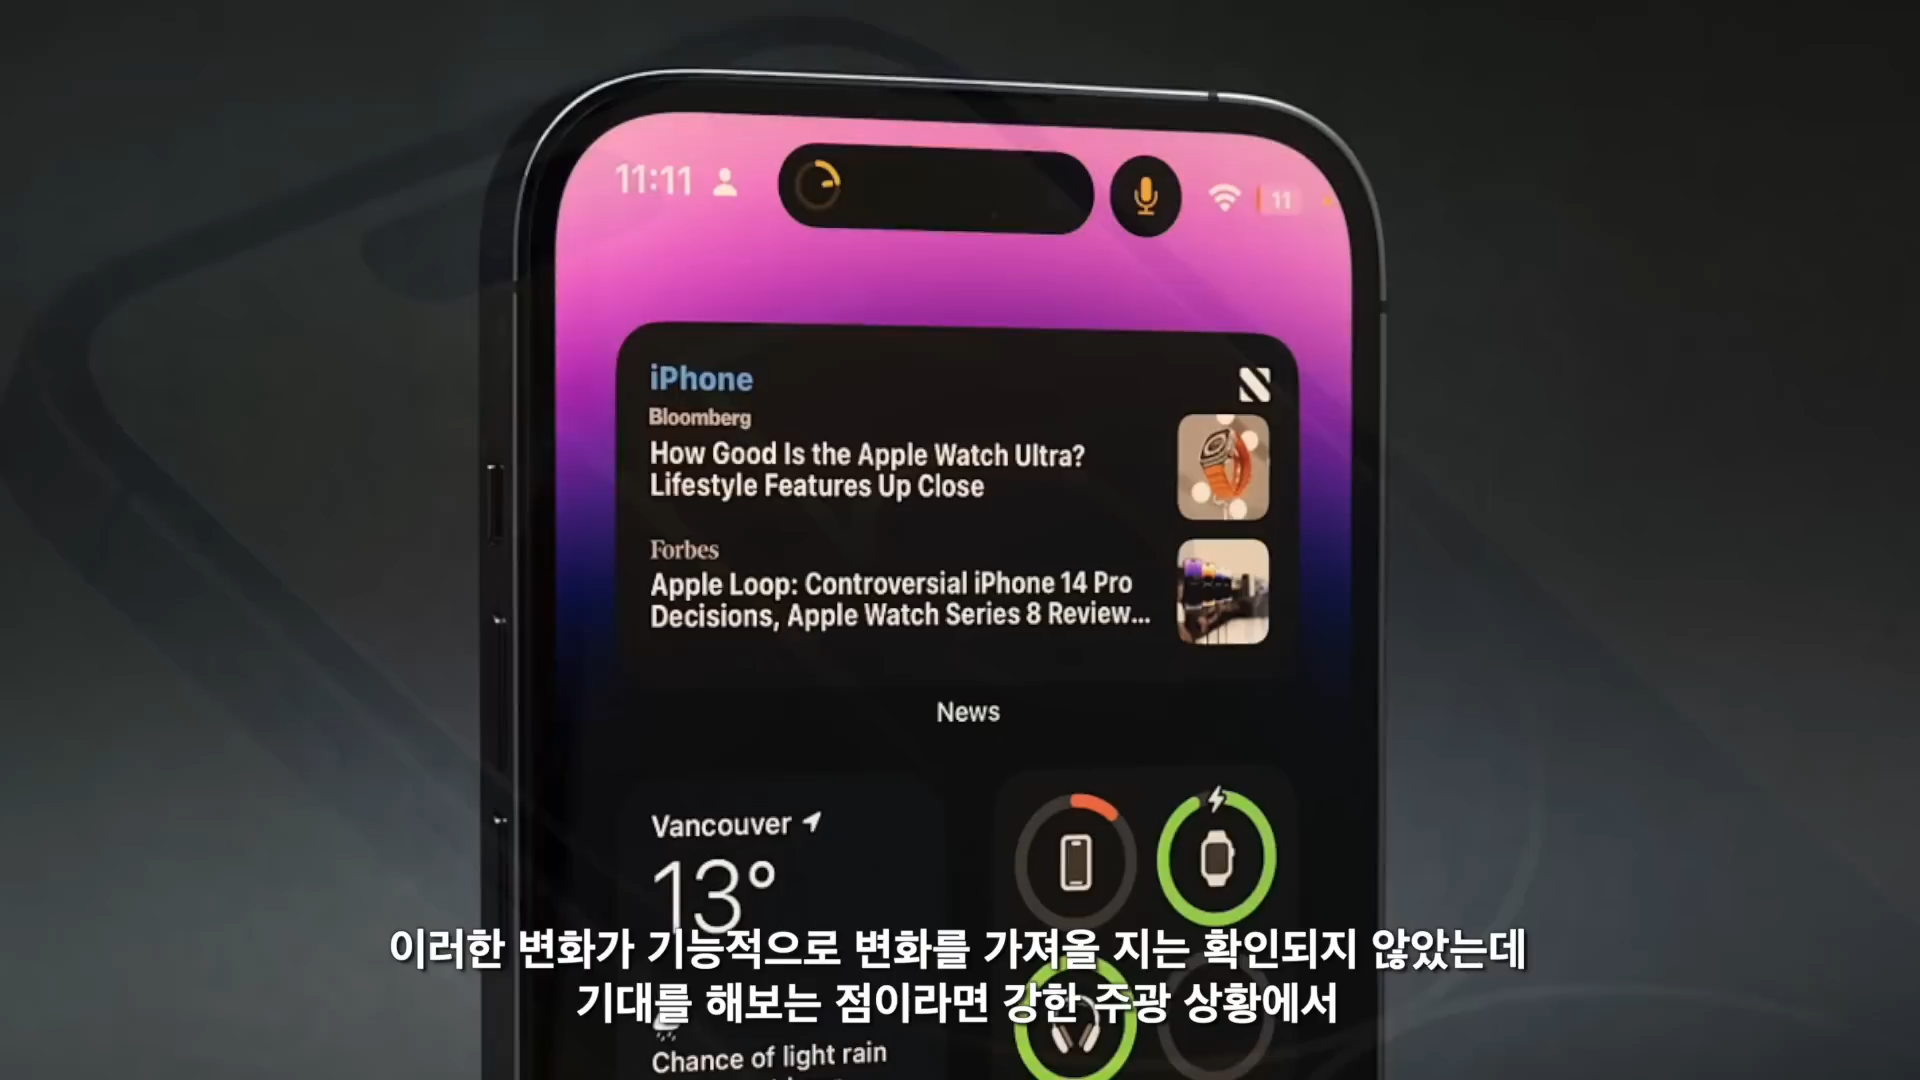 11:11
11
iPhone
Bloomberg
How Good Is the Apple Watch Ultra?
Lifestyle Features Up Close
Forbes
Apple Loop: Controversial iPhone 14 Pro
Decisions, Apple Watch Series 8 Review...
News
Vancouver
13°
이러한 변화가 기능적으로 변화를 가져올 지는 확인되지 않았는데
기대를 해보는 점이라면 강한 주광 상황에서
Chance of light rain